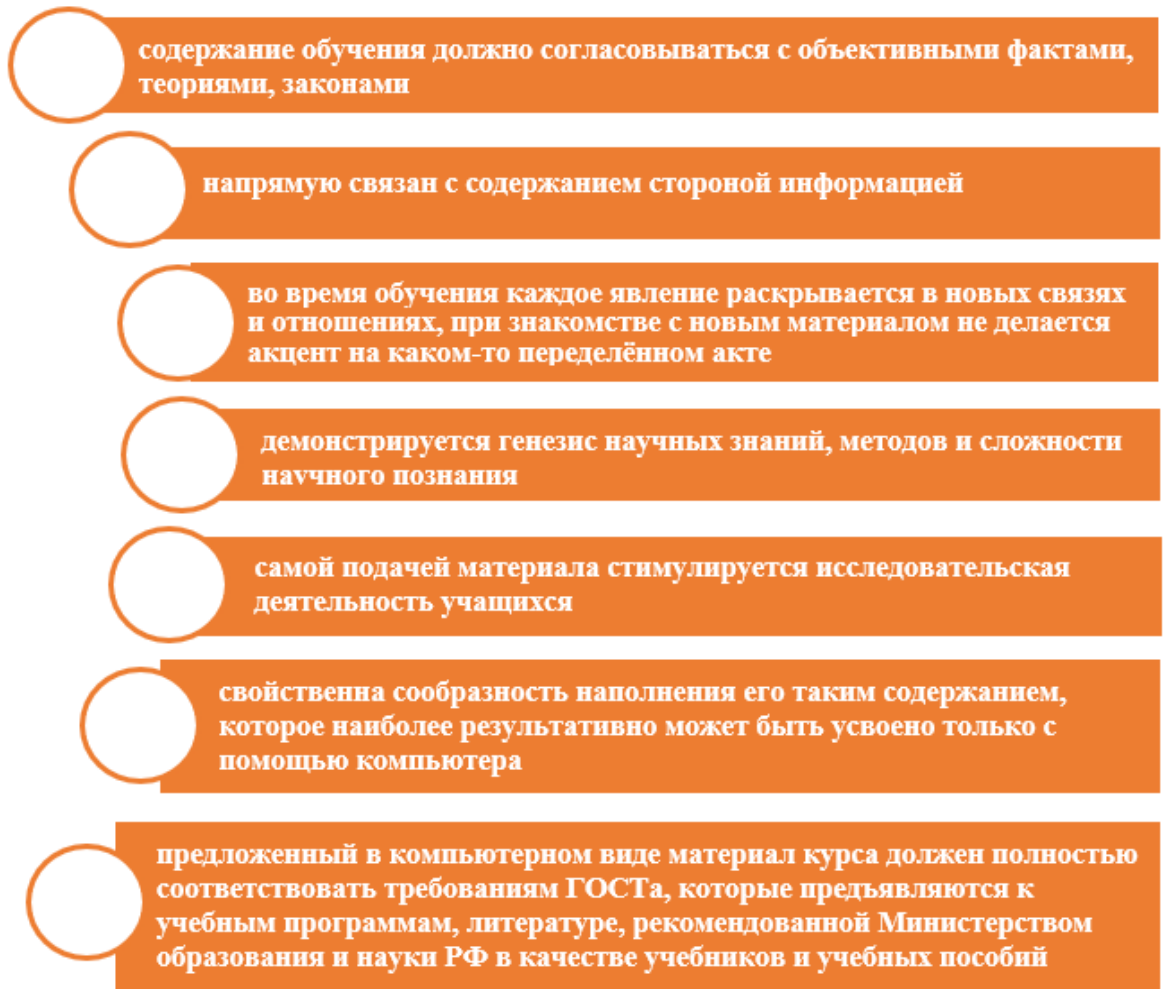 содержание обучения должно согласовываться с объективными фактами,
теориями, законами
напрямую связан с содержанием стороной информацией
во время обучения каждое явление раскрывается в новых связях
и отношениях, при знакомстве с новым материалом не делается
акцент на каком-то переделённом акте
демонстрируется генезис научных знаний, методов и сложности
научного познания
самой подачей материала стимулируется исследовательская
деятельность учащихся
свойственна сообразность наполнения его таким содержанием,
которое наиболее результативно может быть усвоено только с
помощью компьютера
предложенный в компьютерном виде материал курса должен полностью
соответствовать требованиям ГОСТа, которые предъявляются к
учебным программам, литературе, рекомендованной Министерством
образования и науки РФ в качестве учебников и учебных пособий